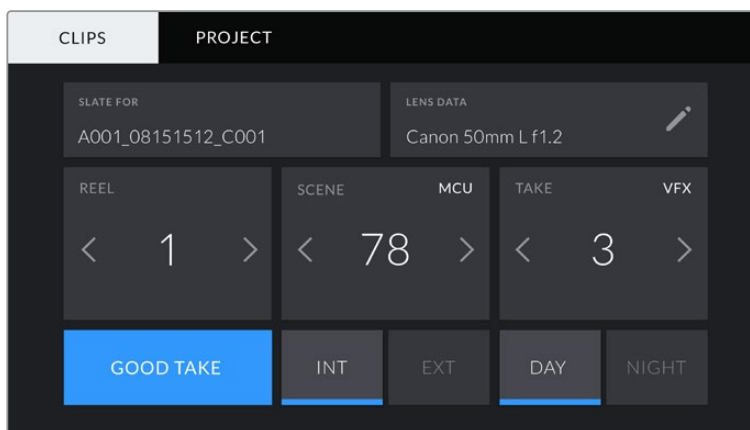 CLIPS PROJECT
SLATE FOR
A001_08151512_C001
LENS DATA
Canon 50mm L f1.2
REEL
1
SCENE MCU
78
TAKE VFX
3
GOOD TAKE INT EXT DAY NIGHT